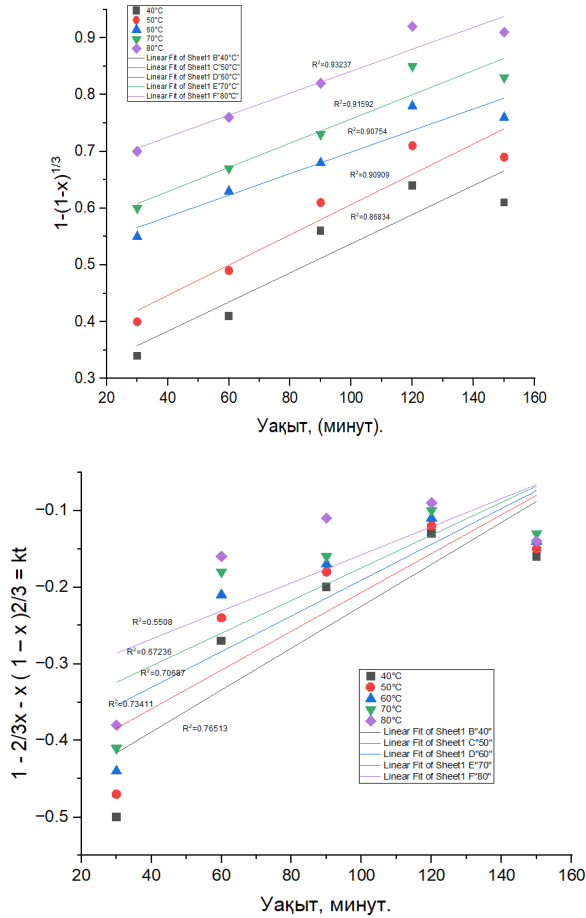 40°C
50°C
60°C
70°C
80°C
Linear Fit of Sheet1 B"40°C"
Linear Fit of Sheet1 C"50°C"
Linear Fit of Sheet1 D"60°C"
Linear Fit of Sheet1 E"70°C"
Linear Fit of Sheet1 F"80°C"
R²=0.93237
R²=0.91592
R²=0.90754
R²=0.90909
R²=0.86834
1-(1-x)^1/3
0.9
0.8
0.7
0.6
0.5
0.4
0.3
20 40 60 80 100 120 140 160
Уақыт, (минут).
1 - 2/3x - x ( 1 – x )2/3 = kt
−0.1
−0.2
−0.3
−0.4
−0.5
R²=0.5508
R²=0.67236
R²=0.70687
R²=0.73411
R²=0.76513
40°C
50°C
60°C
70°C
80°C
Linear Fit of Sheet1 B"40"
Linear Fit of Sheet1 C"50"
Linear Fit of Sheet1 D"60"
Linear Fit of Sheet1 E"70"
Linear Fit of Sheet1 F"80"
20 40 60 80 100 120 140 160
Уақыт, минут.